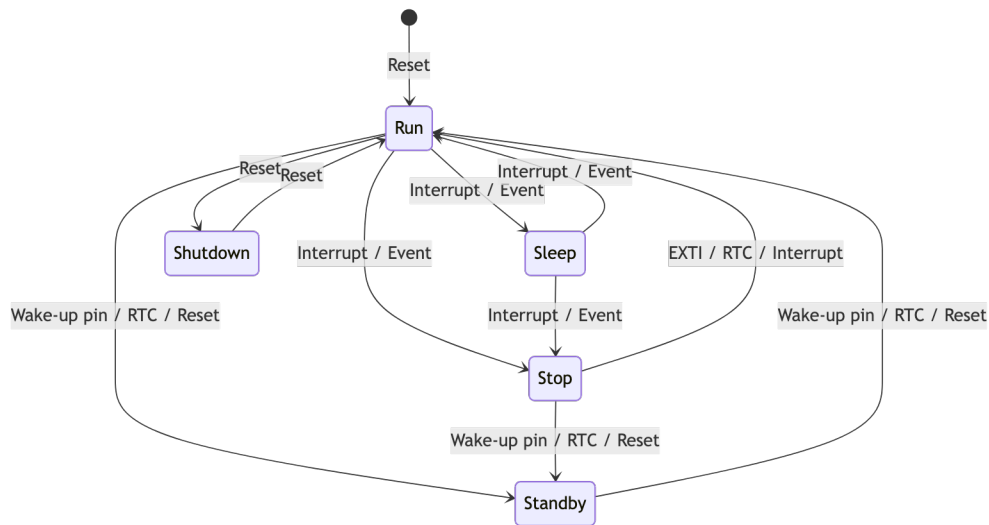 Reset
Run
Reset
Reset
Interrupt / Event
Interrupt / Event
Shutdown
Interrupt / Event
Sleep
EXTI / RTC / Interrupt
Wake-up pin / RTC / Reset
Interrupt / Event
Wake-up pin / RTC / Reset
Stop
Wake-up pin / RTC / Reset
Standby